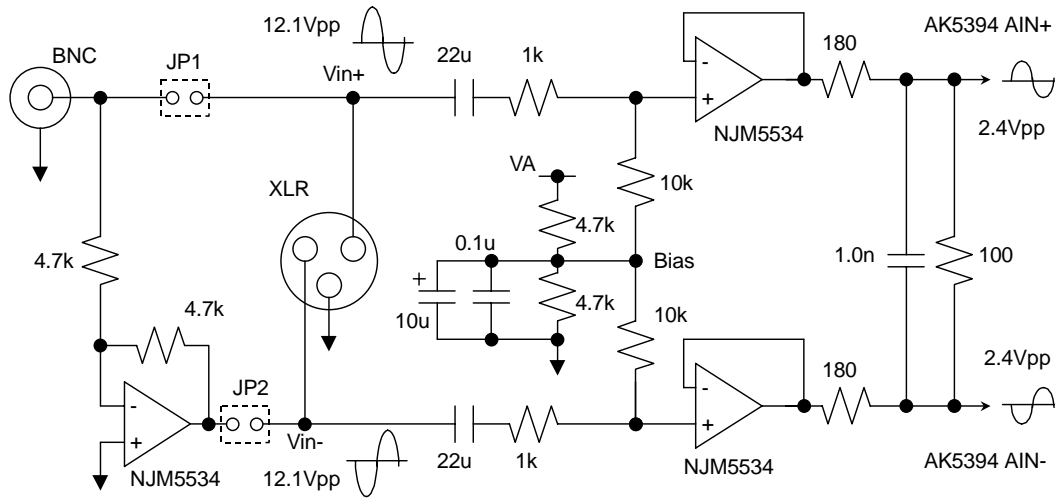 12.1Vpp
BNC
JP1
Vin+
22u
1k
180
AK5394 AIN+
-
+
NJM5534
2.4Vpp
VA
10k
XLR
4.7k
4.7k
0.1u
Bias
1.0n
100
+
10u
4.7k
10k
4.7k
JP2
180
2.4Vpp
-
+
-
+
NJM5534
Vin-
12.1Vpp
22u
1k
NJM5534
AK5394 AIN-